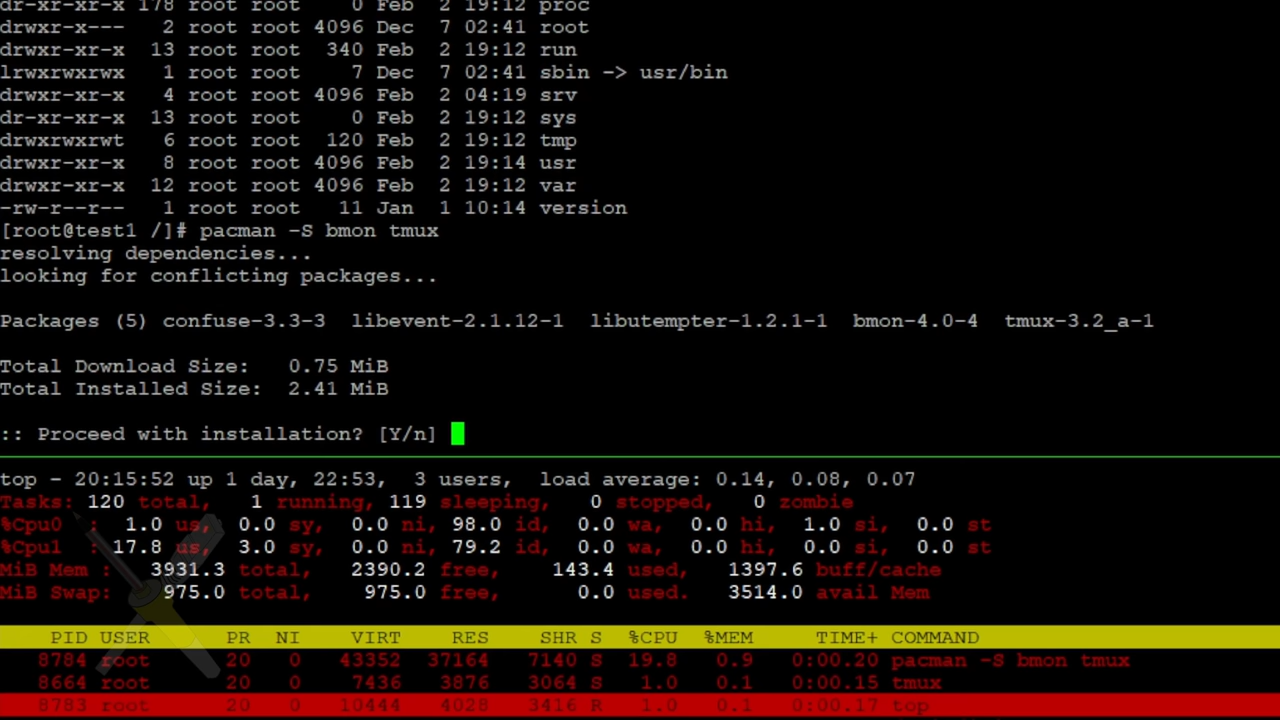 dr-xr-xr-x 178 root root 0 Feb 2 19:12 proc
drwxr-x--- 2 root root 4096 Dec 7 02:41 root
drwxr-xr-x 13 root root 340 Feb 2 19:12 run
lrwxrwxrwx 1 root root 7 Dec 7 02:41 sbin -> usr/bin
drwxr-xr-x 4 root root 4096 Feb 2 04:19 srv
dr-xr-xr-x 13 root root 0 Feb 2 19:12 sys
drwxrwxrwt 6 root root 120 Feb 2 19:12 tmp
drwxr-xr-x 8 root root 4096 Feb 2 19:14 usr
drwxr-xr-x 12 root root 4096 Feb 2 19:12 var
-rw-r--r-- 1 root root 11 Jan 1 10:14 version
[root@test1 /]# pacman -S bmon tmux
resolving dependencies...
looking for conflicting packages...
Packages (5) confuse-3.3-3 libevent-2.1.12-1 libutempter-1.2.1-1 bmon-4.0-4 tmux-3.2_a-1
Total Download Size: 0.75 MiB
Total Installed Size: 2.41 MiB
:: Proceed with installation? [Y/n]
top - 20:15:52 up 1 day, 22:53, 3 users, load average: 0.14, 0.08, 0.07
Tasks: 120 total, 1 running, 119 sleeping, 0 stopped, 0 zombie
%Cpu0 : 1.0 us, 0.0 sy, 0.0 ni, 98.0 id, 0.0 wa, 0.0 hi, 1.0 si, 0.0 st
%Cpu1 : 17.8 us, 3.0 sy, 0.0 ni, 79.2 id, 0.0 wa, 0.0 hi, 0.0 si, 0.0 st
MiB Mem : 3931.3 total, 2390.2 free, 143.4 used, 1397.6 buff/cache
MiB Swap: 975.0 total, 975.0 free, 0.0 used. 3514.0 avail Mem
PID USER PR NI VIRT RES SHR S %CPU %MEM TIME+ COMMAND
8784 root 20 0 43352 37164 7140 S 19.8 0.9 0:00.20 pacman -S bmon tmux
8664 root 20 0 7436 3876 3064 S 1.0 0.1 0:00.15 tmux
8783 root 20 0 10444 4028 3416 R 1.0 0.1 0:00.17 top